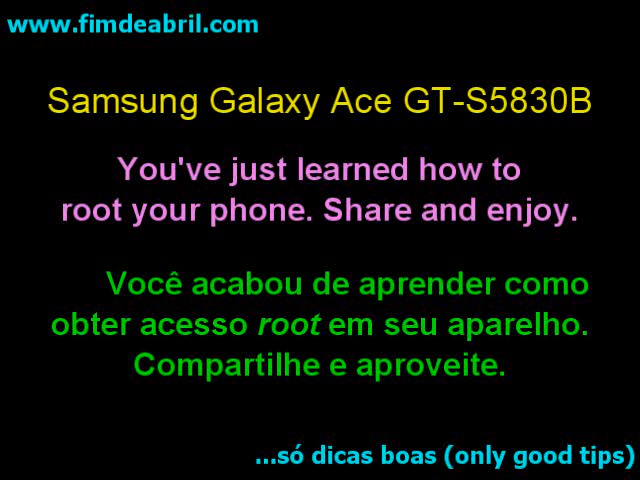 www.fimdeabril.com
Samsung Galaxy Ace GT-S5830B
You've just learned how to
root your phone. Share and enjoy.
Você acabou de aprender como
obter acesso root em seu aparelho.
Compartilhe e aproveite.
...só dicas boas (only good tips)